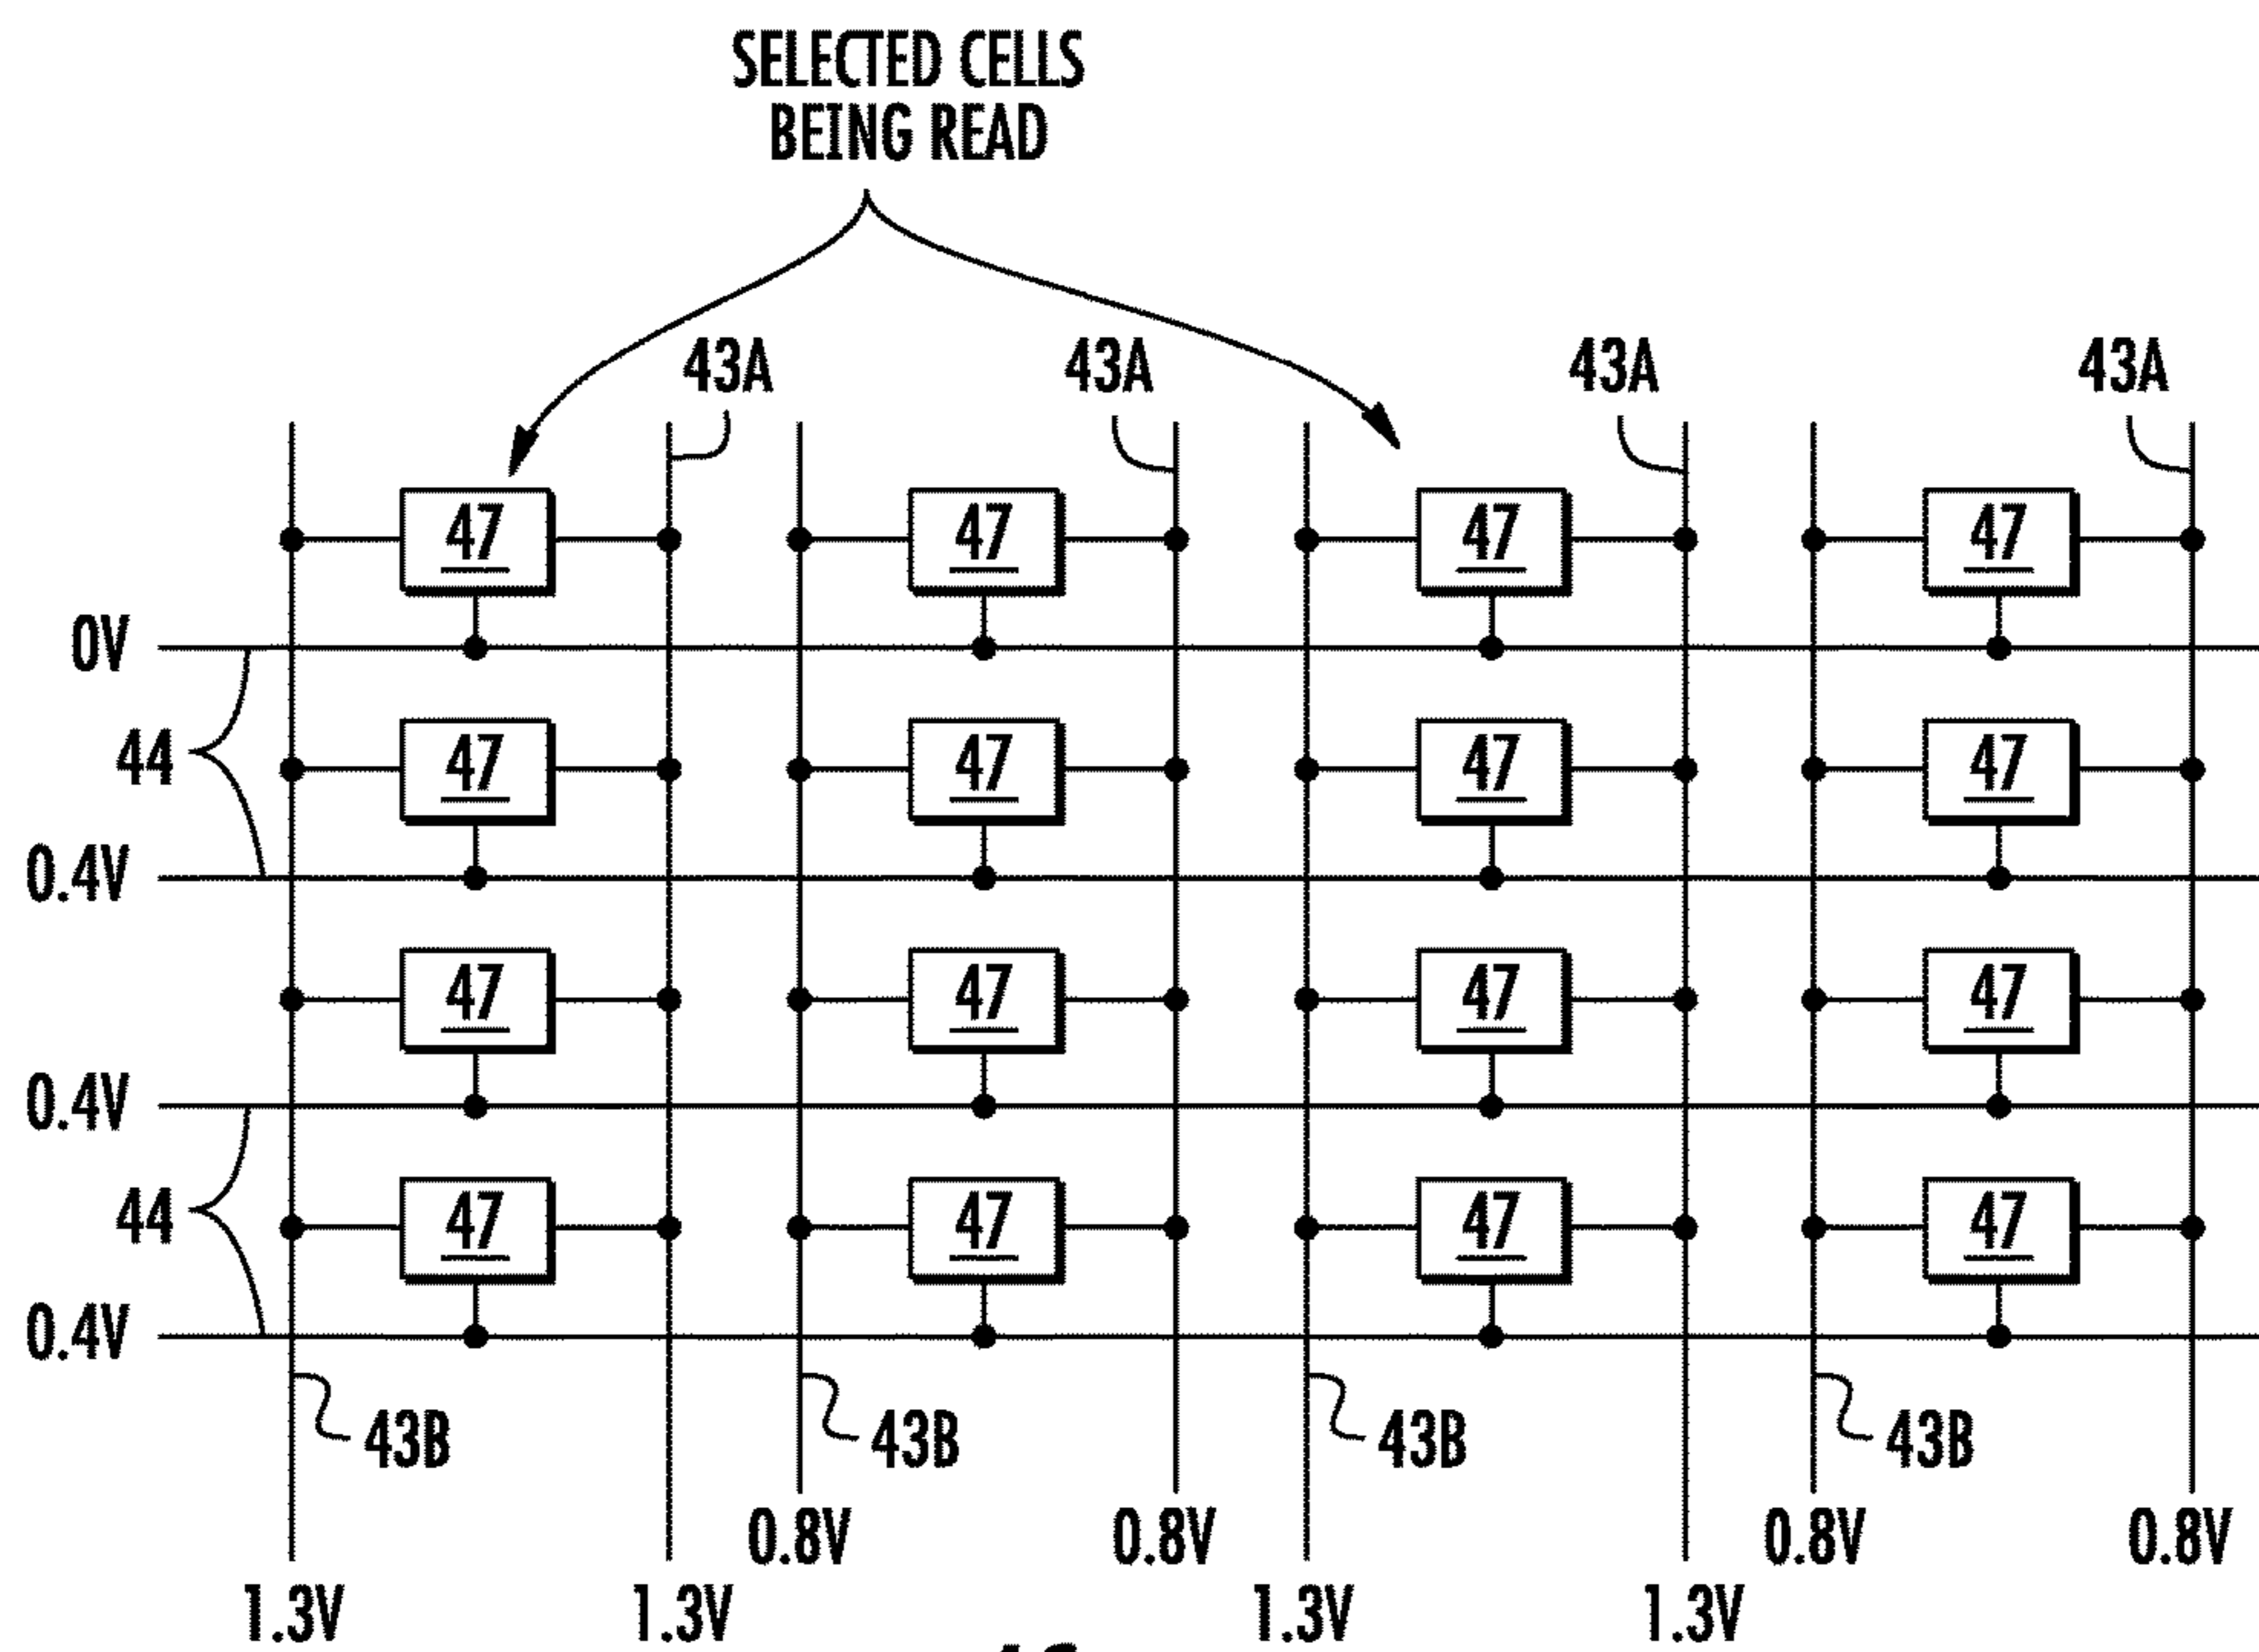 SELECTED CELLS
BEING READ
43A 43A 43A 43A
47 47 47 47
0V
44
47 47 47 47
0.4V
47 47 47 47
0.4V
44
47 47 47 47
0.4V
43B 43B 43B 43B
0.8V 0.8V 0.8V 0.8V
1.3V 1.3V 1.3V 1.3V